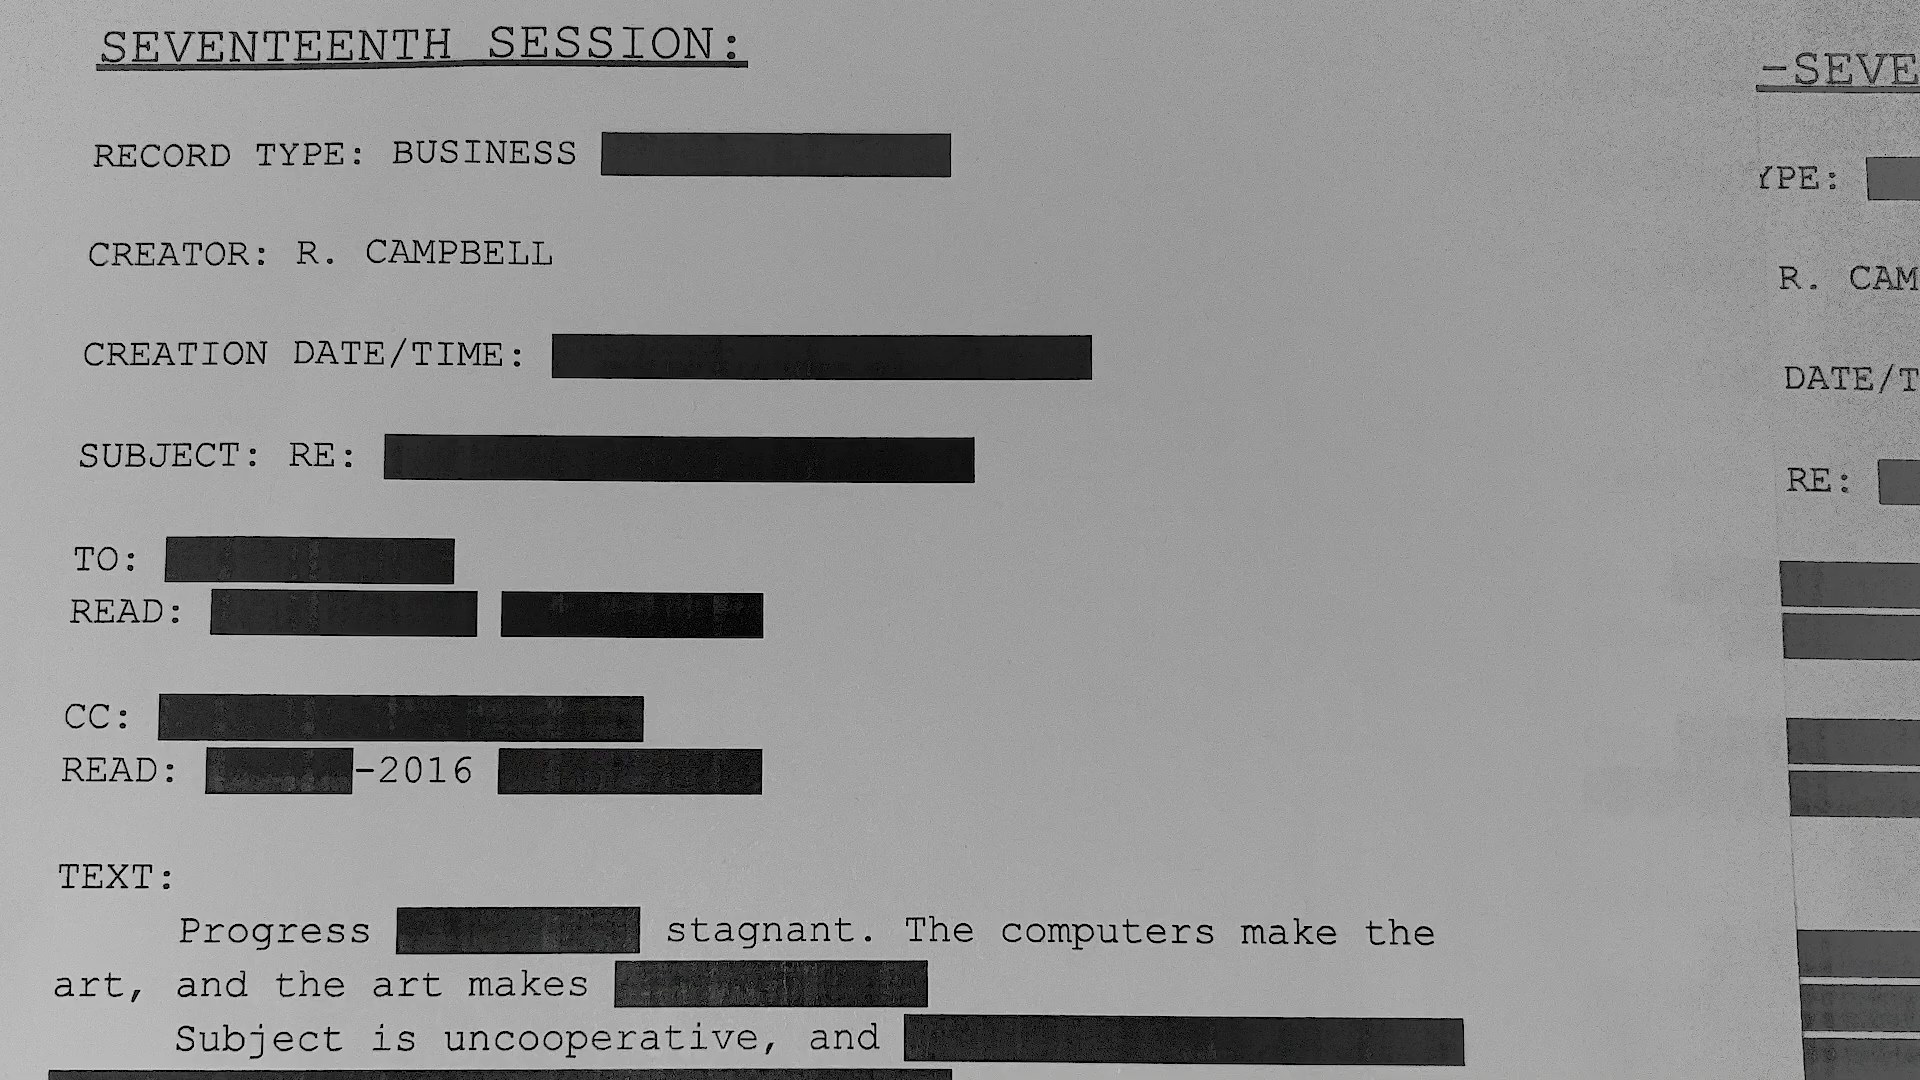 SEVENTEENTH SESSION:
RECORD TYPE: BUSINESS
CREATOR: R. CAMPBELL
CREATION DATE/TIME:
SUBJECT: RE:
TO:
READ:
CC:
READ: -2016
TEXT:
Progress stagnant. The computers make the
art, and the art makes
Subject is uncooperative, and
-SEVE
YPE:
R. CAM
DATE/T
RE: